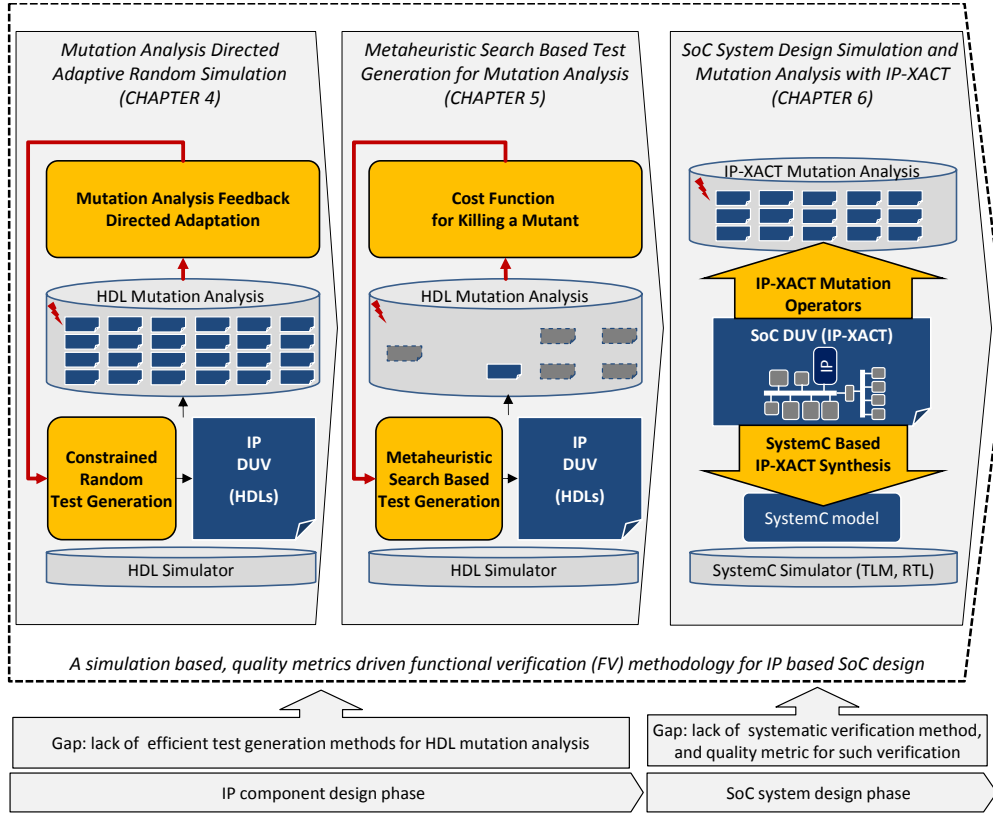 Mutation Analysis Directed
Adaptive Random Simulation
(CHAPTER 4)
Mutation Analysis Feedback
Directed Adaptation
HDL Mutation Analysis
Constrained
Random
Test Generation
IP
DUV
(HDLs)
HDL Simulator
Metaheuristic Search Based Test
Generation for Mutation Analysis
(CHAPTER 5)
Cost Function
for Killing a Mutant
HDL Mutation Analysis
Metaheuristic
Search Based
Test Generation
IP
DUV
(HDLs)
HDL Simulator
SoC System Design Simulation and
Mutation Analysis with IP-XACT
(CHAPTER 6)
IP-XACT Mutation Analysis
IP-XACT Mutation
Operators
SoC DUV (IP-XACT)
IP
SystemC Based
IP-XACT Synthesis
SystemC model
SystemC Simulator (TLM, RTL)
A simulation based, quality metrics driven functional verification (FV) methodology for IP based SoC design
Gap: lack of efficient test generation methods for HDL mutation analysis
Gap: lack of systematic verification method,
and quality metric for such verification
IP component design phase
SoC system design phase